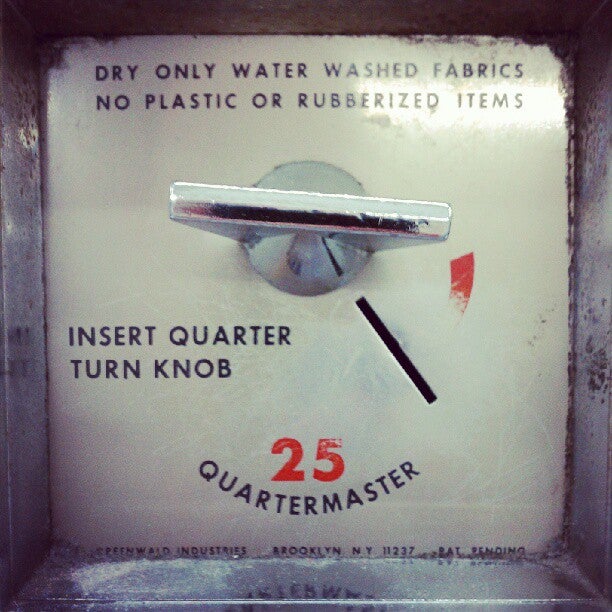 DRY ONLY WATER WASHED FABRICS
NO PLASTIC OR RUBBERIZED ITEMS
INSERT QUARTER
TURN KNOB
25
QUARTERMASTER
GREENWALD INDUSTRIES BROOKLYN. N.Y. 11237 PAT. PENDING